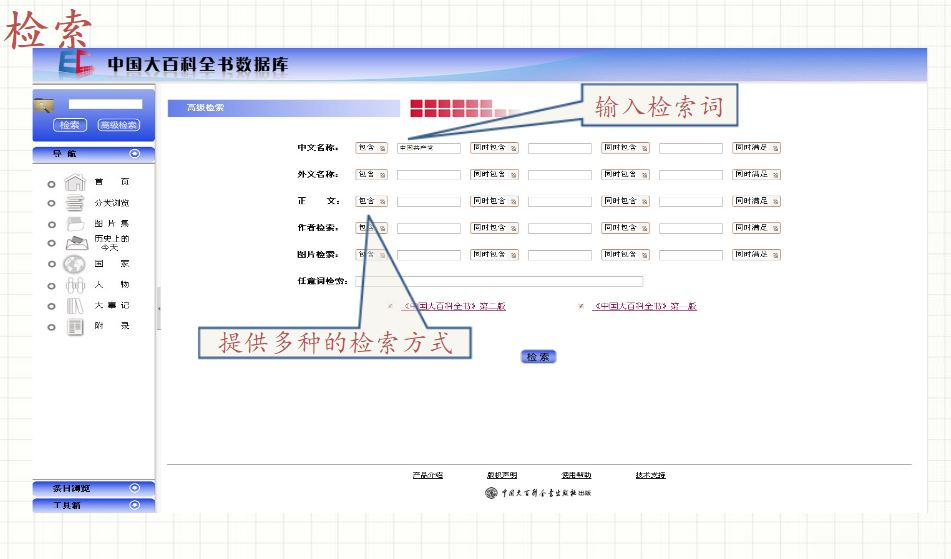 检索
中国大百科全书数据库
检索 高级检索
导 航
首 页
分类浏览
图 片 集
历史上的
今天
国 家
人 物
大 事 记
附 录
条目浏览
工具箱
高级检索
输入检索词
中文名称: 包含 中国共产党 同时包含 同时包含 同时满足
外文名称: 包含 同时包含 同时包含 同时满足
正 文: 包含 同时包含 同时包含 同时满足
作者检索: 包含 同时包含 同时包含 同时满足
图片检索: 包含 同时包含 同时包含 同时满足
任意词检索:
《中国大百科全书》第二版 《中国大百科全书》第一版
提供多种的检索方式
检 索
产品介绍 版权声明 使用帮助 技术支持
中国大百科全书出版社出版